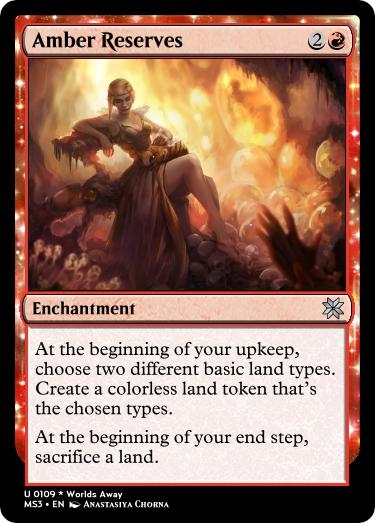 Amber Reserves 2
Enchantment
At the beginning of your upkeep,
choose two different basic land types.
Create a colorless land token that's
the chosen types.
At the beginning of your end step,
sacrifice a land.
U 0109 * Worlds Away
MS3 • EN Anastasiya Chorna